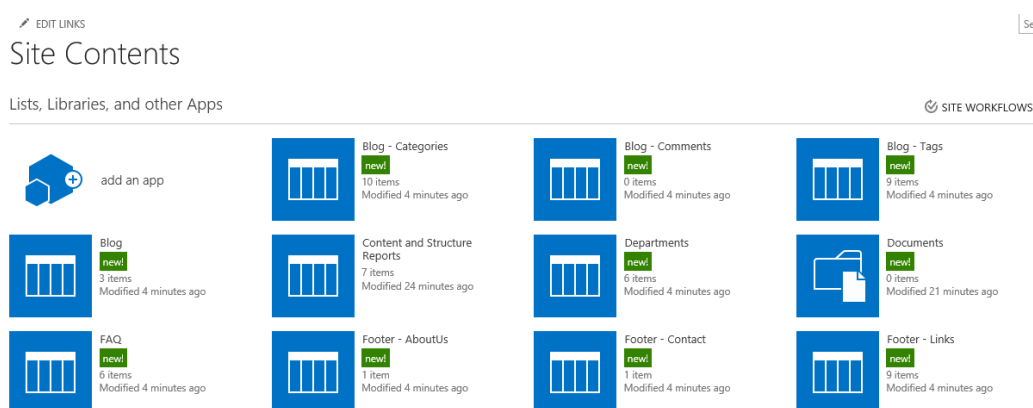 EDIT LINKS
Site Contents
Lists, Libraries, and other Apps
SITE WORKFLOWS
add an app
Blog - Categories
new!
10 items
Modified 4 minutes ago
Blog - Comments
new!
0 items
Modified 4 minutes ago
Blog - Tags
new!
9 items
Modified 4 minutes ago
Blog
new!
3 items
Modified 4 minutes ago
Content and Structure
Reports
7 items
Modified 24 minutes ago
Departments
new!
6 items
Modified 4 minutes ago
Documents
new!
0 items
Modified 21 minutes ago
FAQ
new!
6 items
Modified 4 minutes ago
Footer - AboutUs
new!
1 item
Modified 4 minutes ago
Footer - Contact
new!
1 item
Modified 4 minutes ago
Footer - Links
new!
9 items
Modified 4 minutes ago